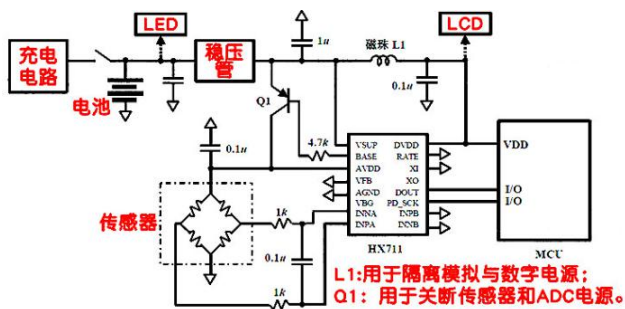 LED
LCD
充电
电路
稳压
管
1u
磁珠 L1
0.1u
电池
Q1
4.7k
0.1u
VSUP
DVDD
BASE
RATE
AVDD
XI
VFB
XO
AGND
DOUT
VBG
PD_SCK
INNA
INPB
INPA
INNB
VDD
I/O
I/O
传感器
1k
0.1u
1k
HX711
MCU
L1:用于隔离模拟与数字电源；
Q1：用于关断传感器和ADC电源。